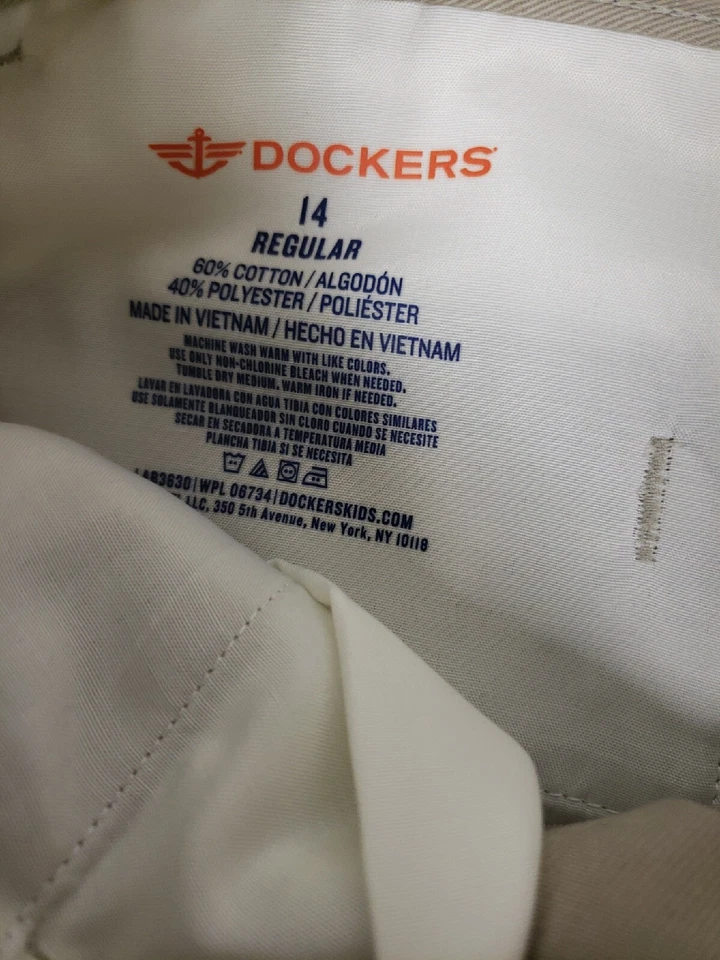 DOCKERS
14
REGULAR
60% COTTON / ALGODÓN
40% POLYESTER / POLIÉSTER
MADE IN VIETNAM / HECHO EN VIETNAM
MACHINE WASH WARM WITH LIKE COLORS.
USE ONLY NON-CHLORINE BLEACH WHEN NEEDED.
TUMBLE DRY MEDIUM. WARM IRON IF NEEDED.
LAVAR EN LAVADORA CON AGUA TIBIA CON COLORES SIMILARES
USE SOLAMENTE BLANQUEADOR SIN CLORO CUANDO SE NECESITE
SECAR EN SECADORA A TEMPERATURA MEDIA
PLANCHA TIBIA SI SE NECESITA
3630 | WPL 06734 | DOCKERSKIDS.COM
LLC, 350 5th Avenue, New York, NY 10118